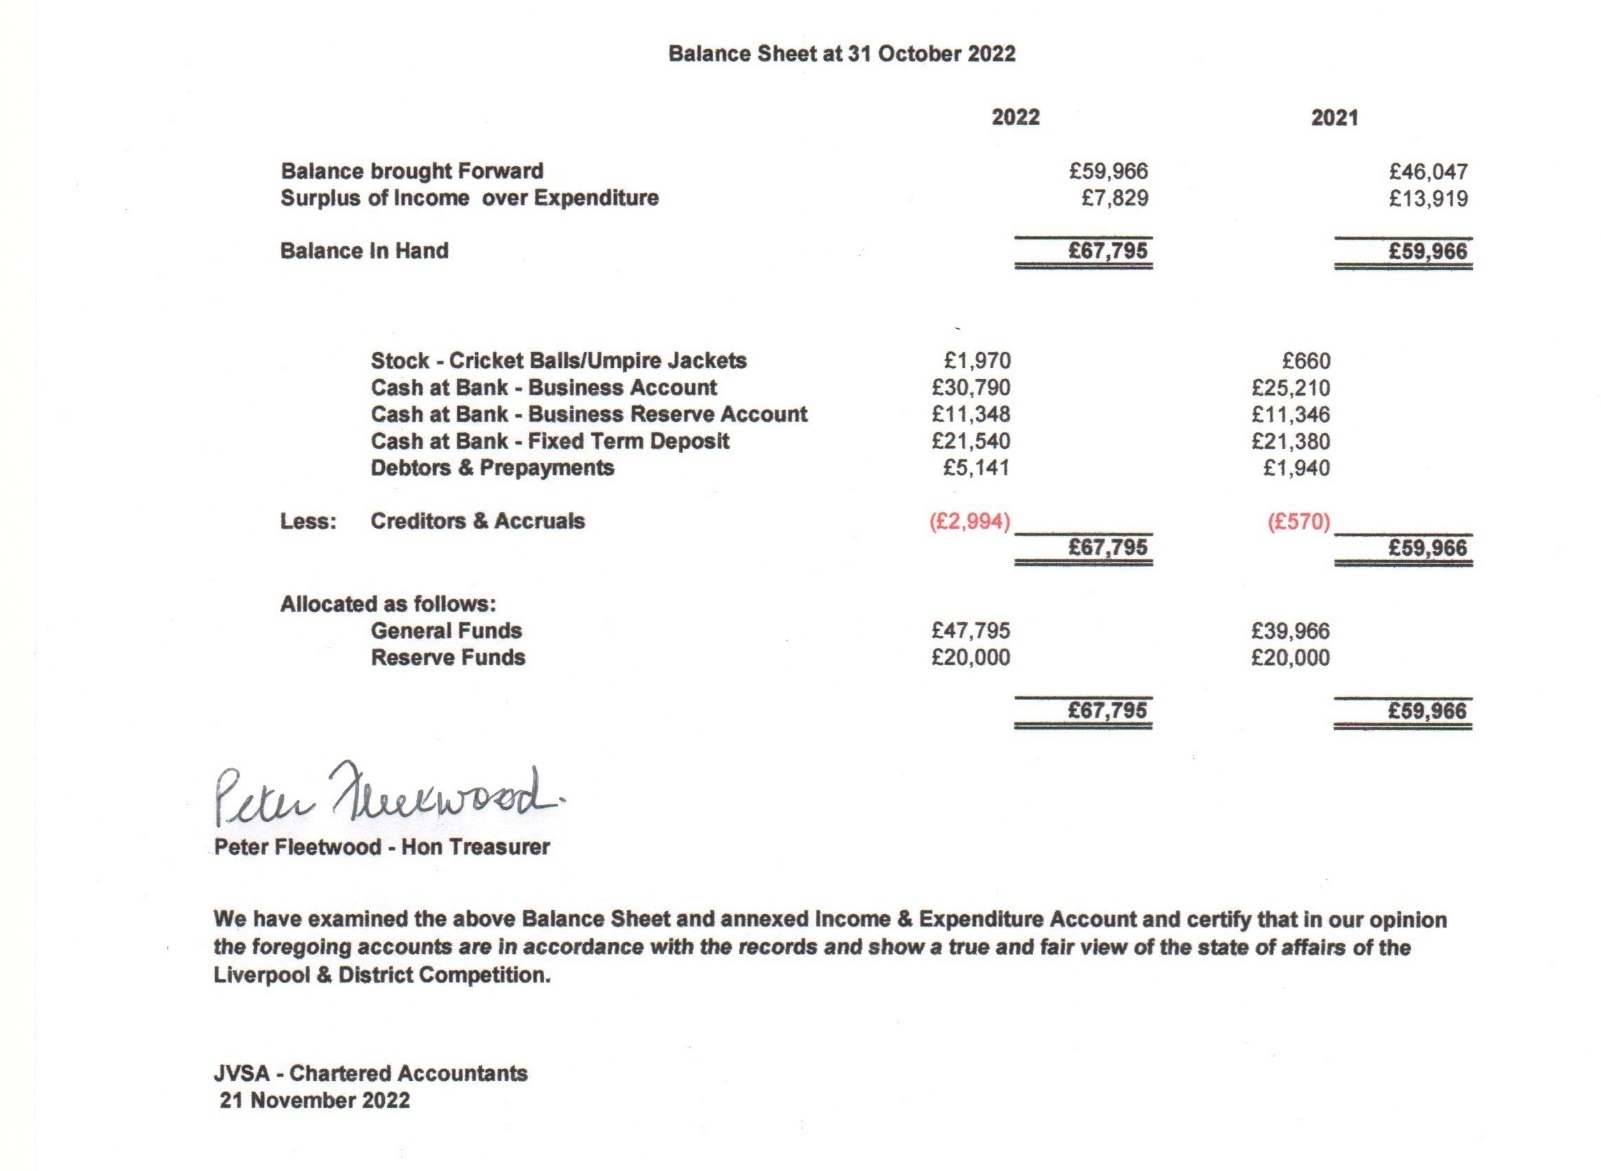 Balance Sheet at 31 October 2022
2022 2021
Balance brought Forward £59,966 £46,047
Surplus of Income over Expenditure £7,829 £13,919
Balance In Hand £67,795 £59,966
Stock - Cricket Balls/Umpire Jackets £1,970 £660
Cash at Bank - Business Account £30,790 £25,210
Cash at Bank - Business Reserve Account £11,348 £11,346
Cash at Bank - Fixed Term Deposit £21,540 £21,380
Debtors & Prepayments £5,141 £1,940
Less: Creditors & Accruals (£2,994) (£570)
£67,795 £59,966
Allocated as follows:
General Funds £47,795 £39,966
Reserve Funds £20,000 £20,000
£67,795 £59,966
Peter Fleetwood.
Peter Fleetwood - Hon Treasurer
We have examined the above Balance Sheet and annexed Income & Expenditure Account and certify that in our opinion
the foregoing accounts are in accordance with the records and show a true and fair view of the state of affairs of the
Liverpool & District Competition.
JVSA - Chartered Accountants
21 November 2022